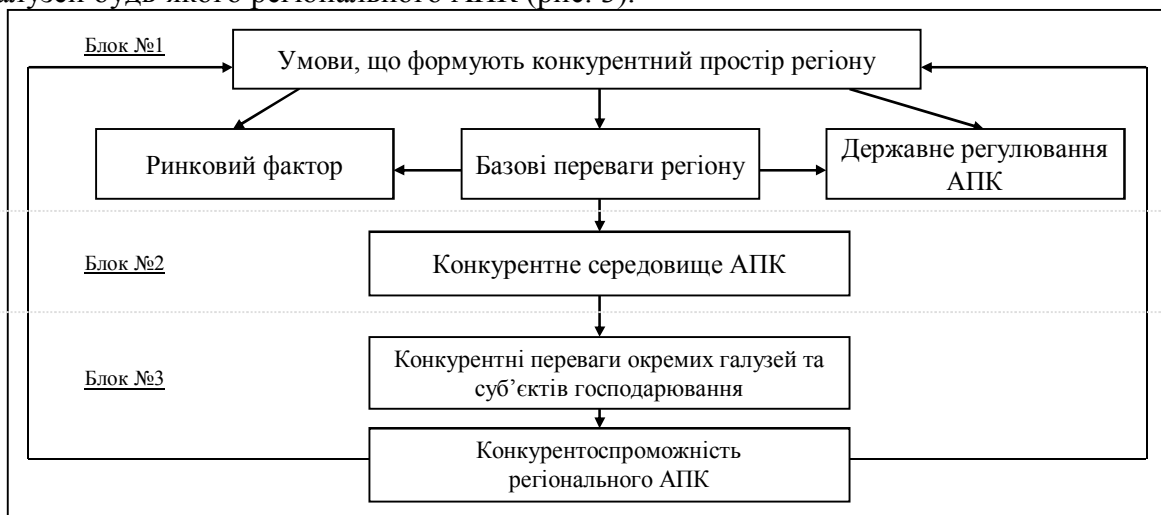 будь-якого регіонального АПК (рис. 3).
Блок №1
Умови, що формують конкурентний простір регіону
Ринковий фактор
Базові переваги регіону
Державне регулювання
АПК
Блок №2
Конкурентне середовище АПК
Блок №3
Конкурентні переваги окремих галузей та
суб’єктів господарювання
Конкурентоспроможність
регіонального АПК